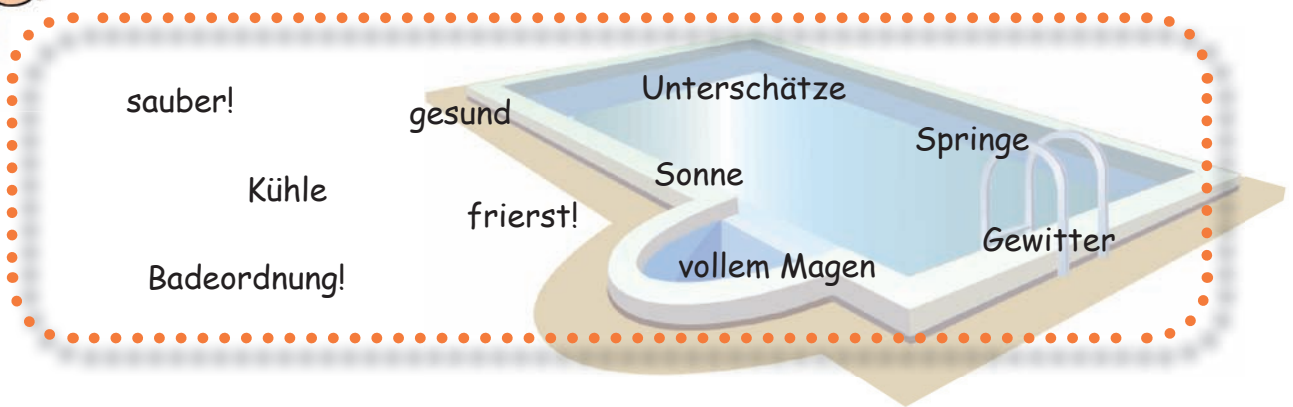 sauber!
gesund
Unterschätze
Springe
Kühle
frierst!
Sonne
Gewitter
Badeordnung!
vollem Magen